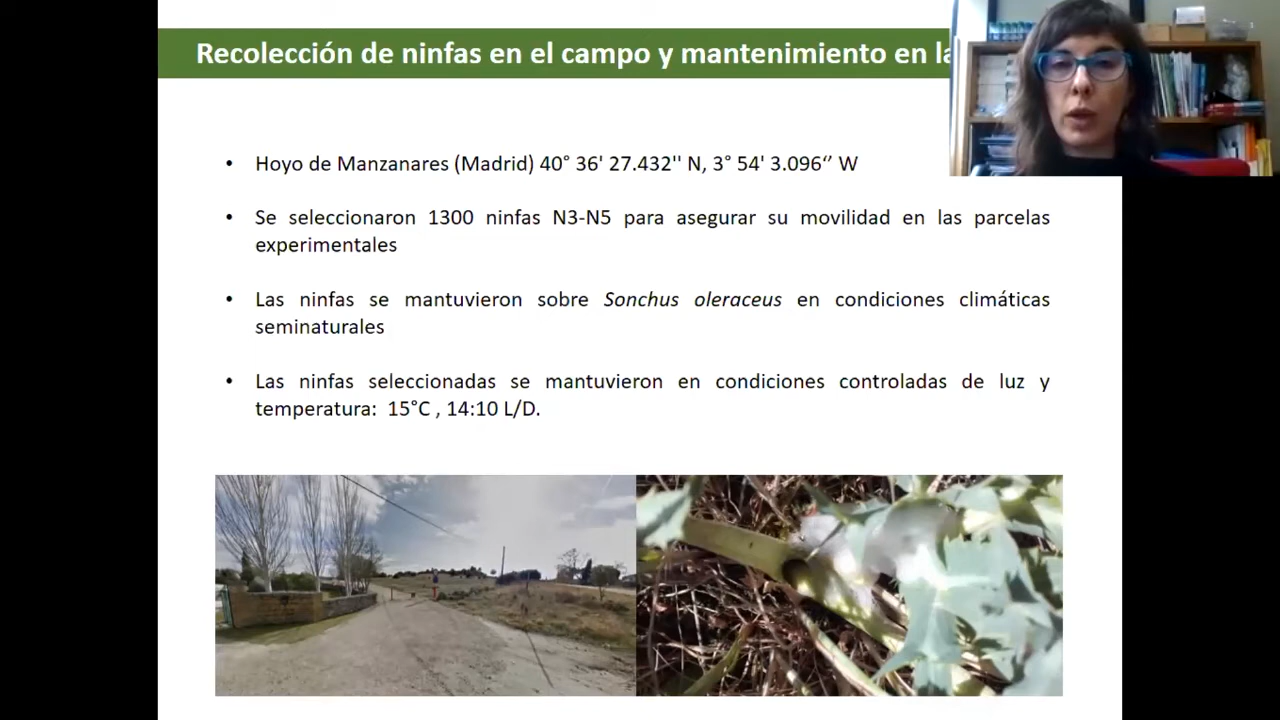 Recolección de ninfas en el campo y mantenimiento en
• Hoyo de Manzanares (Madrid) 40° 36' 27.432'' N, 3° 54' 3.096‘’ W
• Se seleccionaron 1300 ninfas N3-N5 para asegurar su movilidad en las parcelas
experimentales
• Las ninfas se mantuvieron sobre Sonchus oleraceus en condiciones climáticas
seminaturales
• Las ninfas seleccionadas se mantuvieron en condiciones controladas de luz y
temperatura: 15°C , 14:10 L/D.